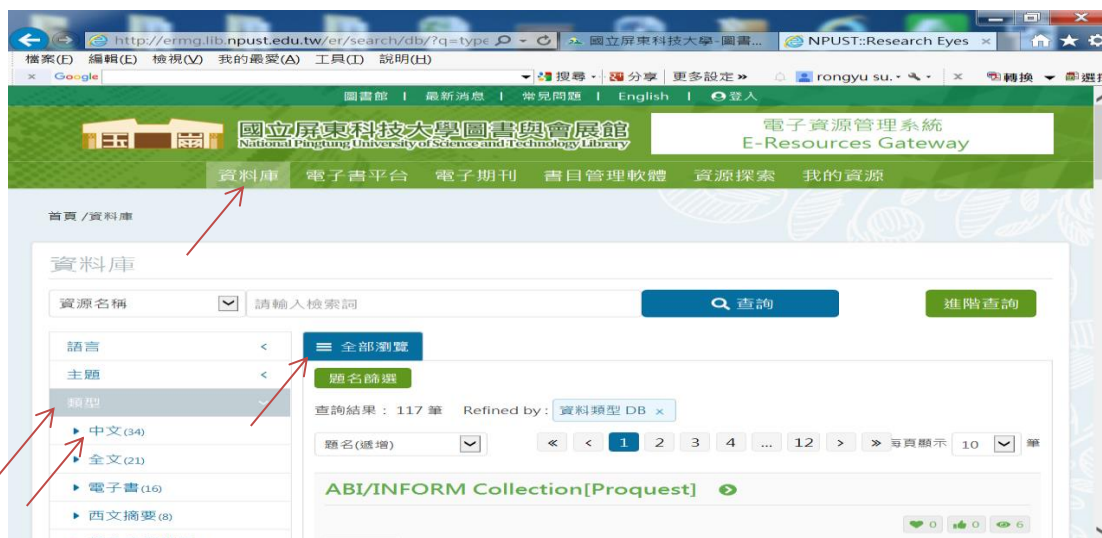 http://ermg.lib.npust.edu.tw/er/search/db/?q=type 國立屏東科技大學-圖書... NPUST::Research Eyes
檔案(F) 編輯(E) 檢視(V) 我的最愛(A) 工具(T) 說明(H)
Google 搜尋 分享 更多設定 » rongyu su. 轉換 選
圖書館 | 最新消息 | 常見問題 | English | 登入
國立屏東科技大學圖書與會展館
National Pingtung University of Science and Technology Library
電子資源管理系統
E-Resources Gateway
資料庫 電子書平台 電子期刊 書目管理軟體 資源探索 我的資源
首頁 /資料庫
資料庫
資源名稱 請輸入檢索詞 查詢 進階查詢
語言 <
主題 <
類型
中文(34)
全文(21)
電子書(16)
西文摘要(8)
全部瀏覽
題名篩選
查詢結果 : 117 筆 Refined by : 資料類型 DB ×
題名(遞增) « < 1 2 3 4 ... 12 > » 每頁顯示 10 筆
ABI/INFORM Collection[Proquest]
0 0 6